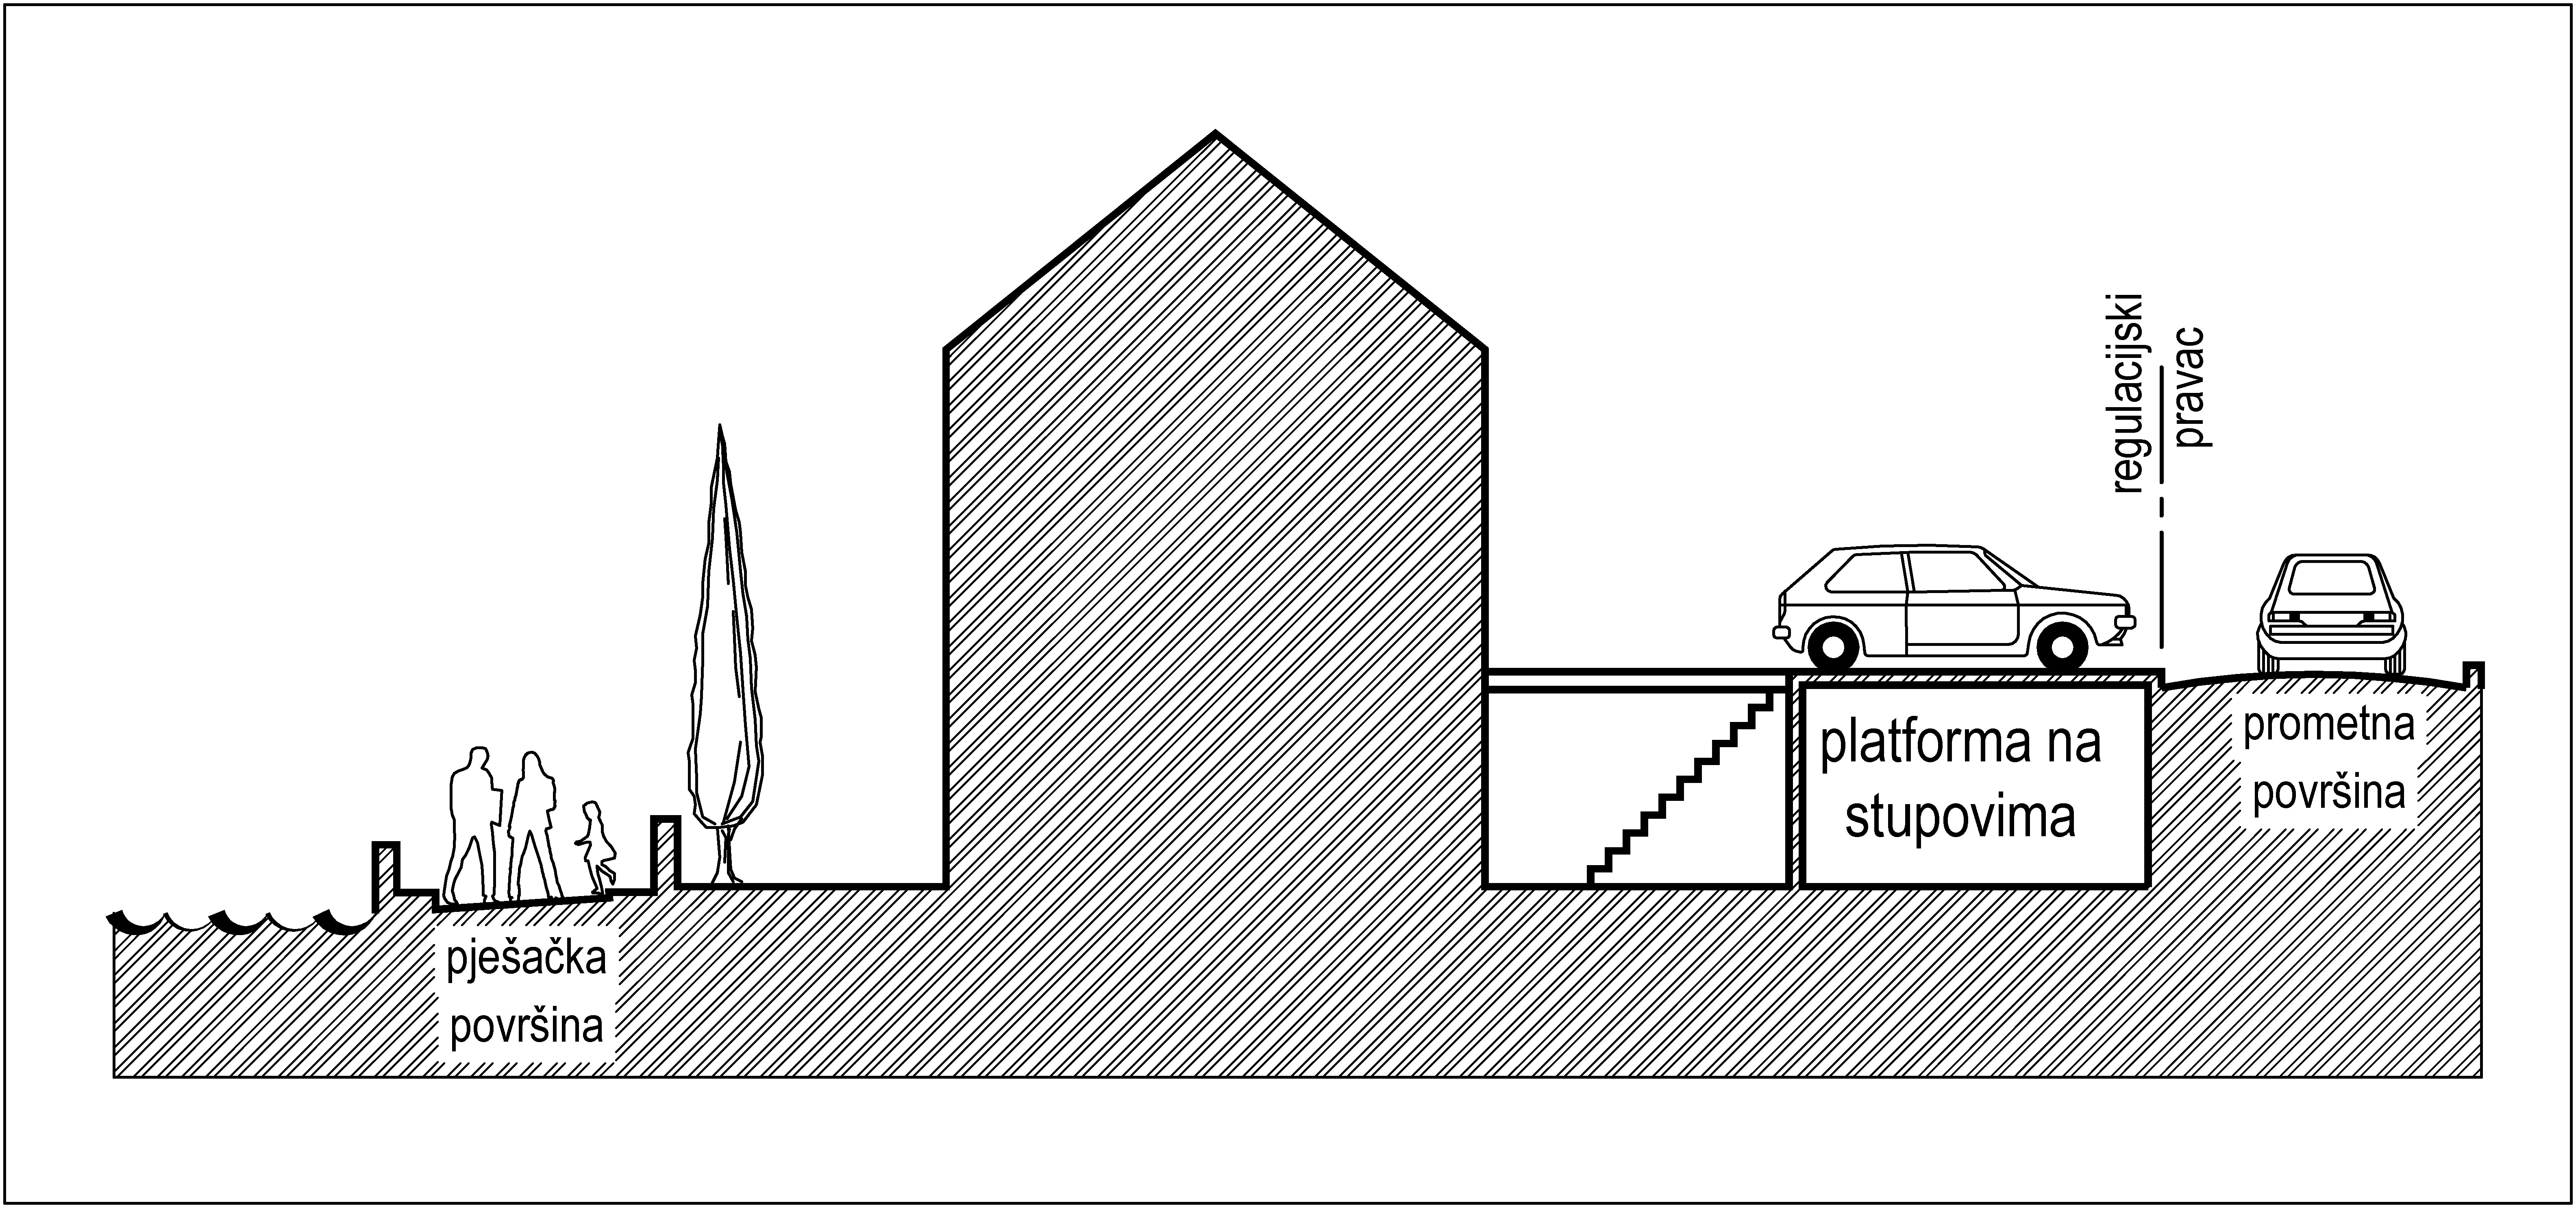 regulacijski
pravac
platforma na
stupovima
prometna
površina
pješačka
površina